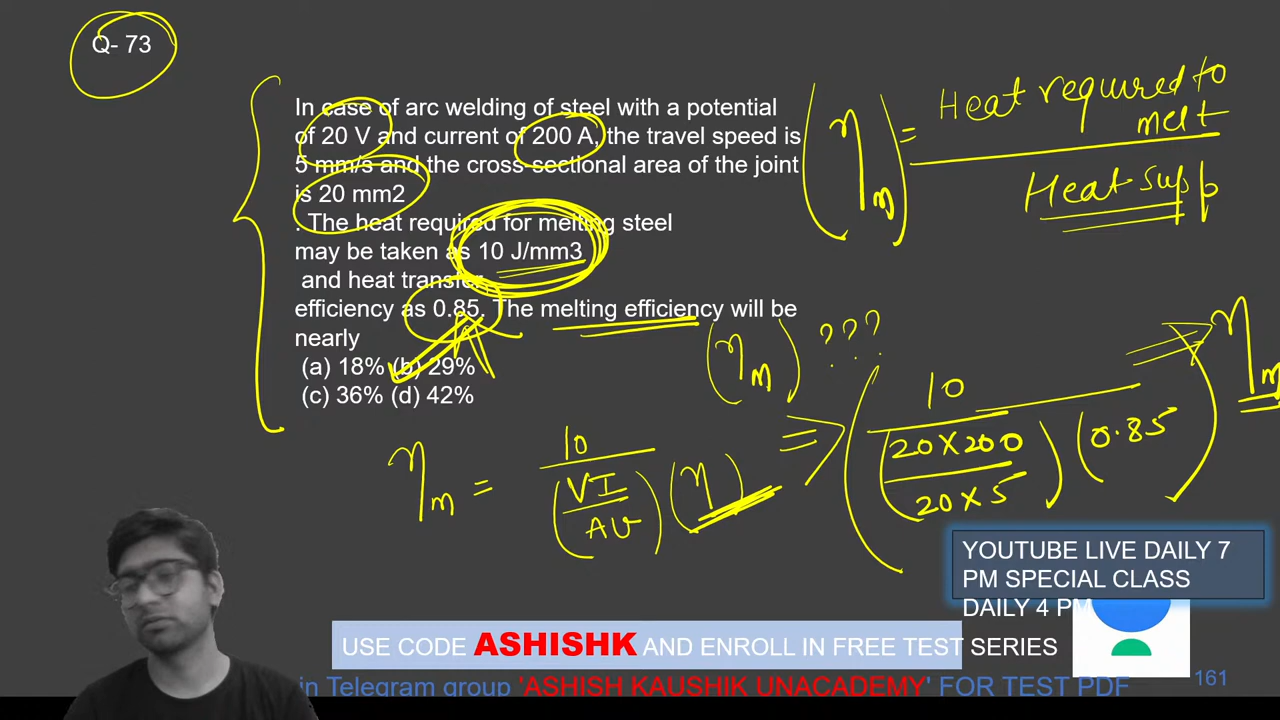 Q- 73
In case of arc welding of steel with a potential
of 20 V and current of 200 A, the travel speed is
5 mm/s and the cross-sectional area of the joint
is 20 mm2
. The heat required for melting steel
may be taken as 10 J/mm3
and heat transfer
efficiency as 0.85. The melting efficiency will be
nearly
(a) 18% (b) 29%
(c) 36% (d) 42%
(ηm) = Heat required to melt / Heat supp
(ηm) ???
ηm = 10 / (VI / Av) (η) ⇒ (10 / (20×200 / 20×5) (0.85)) ⇒ ηm
YOUTUBE LIVE DAILY 7
PM SPECIAL CLASS
DAILY 4 PM
USE CODE ASHISHK AND ENROLL IN FREE TEST SERIES
in Telegram group 'ASHISH KAUSHIK UNACADEMY' FOR TEST PDF
161